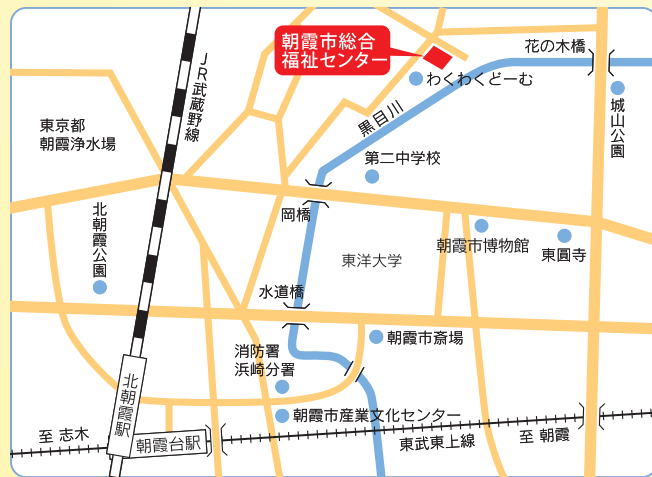 朝霞市総合
福祉センター
花の木橋
わくわくどーむ
JR武蔵野線
黒目川
城山公園
東京都
朝霞浄水場
第二中学校
北朝霞公園
岡橋
朝霞市博物館
東圓寺
東洋大学
水道橋
消防署
浜崎分署
朝霞市斎場
北朝霞駅
朝霞市産業文化センター
至 志木
朝霞台駅
東武東上線
至 朝霞